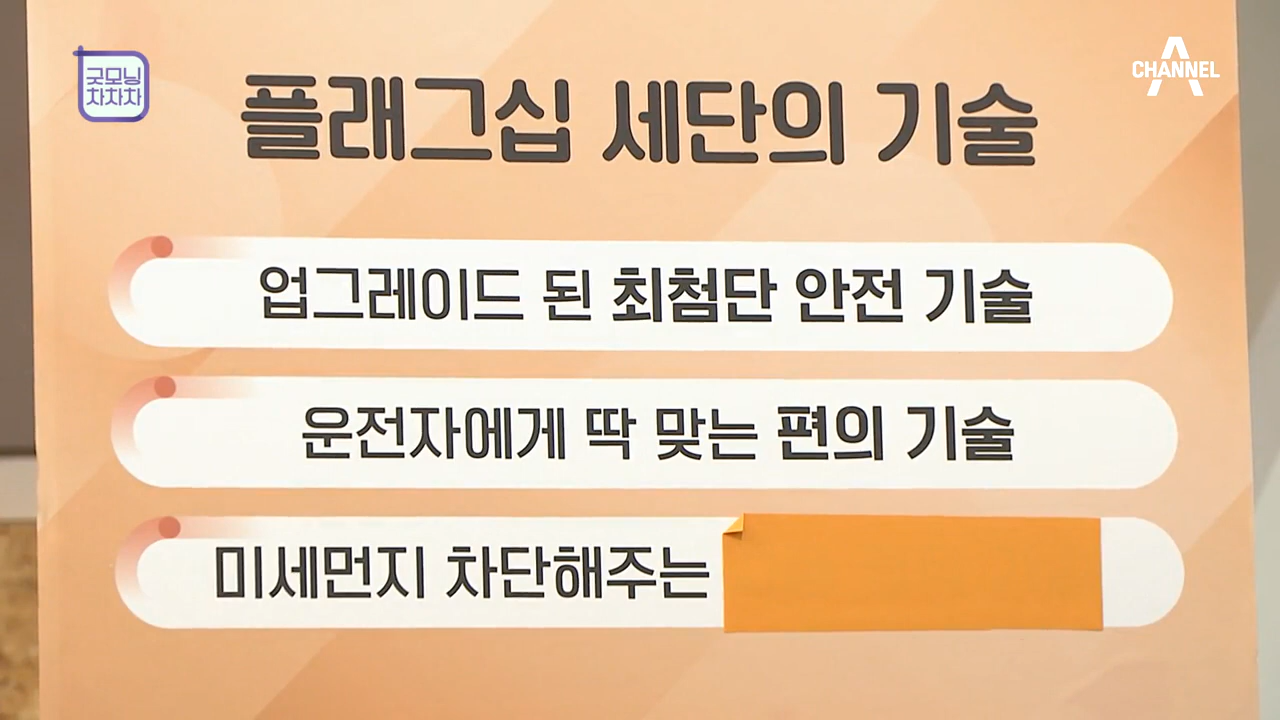 굿모닝
차차차
CHANNEL A
플래그십 세단의 기술
업그레이드 된 최첨단 안전 기술
운전자에게 딱 맞는 편의 기술
미세먼지 차단해주는